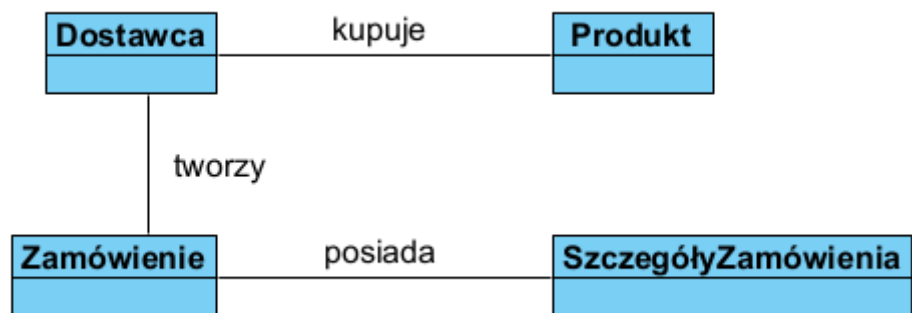 Dostawca
kupuje
Produkt
tworzy
Zamówienie
posiada
SzczegółyZamówienia